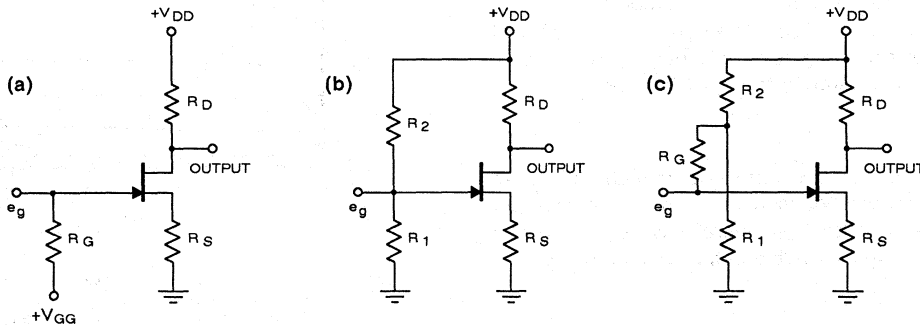 (a)
+VDD
RD
OUTPUT
eg
RG
RS
+VGG
(b)
+VDD
R2
RD
OUTPUT
eg
R1
RS
(c)
+VDD
R2
RD
RG
OUTPUT
eg
R1
RS